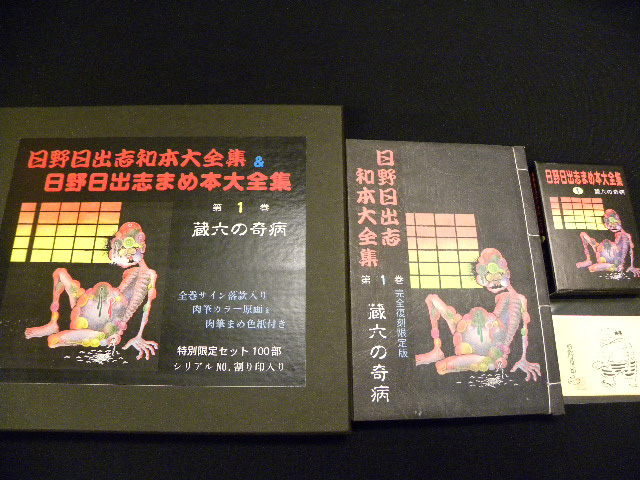 日野日出志和本大全集 &
日野日出志まめ本大全集
第 1 巻
蔵六の奇病
全巻サイン落款入り
肉筆カラー原画&
肉筆まめ色紙付き
特別限定セット100部
シリアルNO.割り印入り
日野日出志
和本大全集
第 1 巻
完全復刻限定版
蔵六の奇病
日野日出志まめ本大全集
1 蔵六の奇病